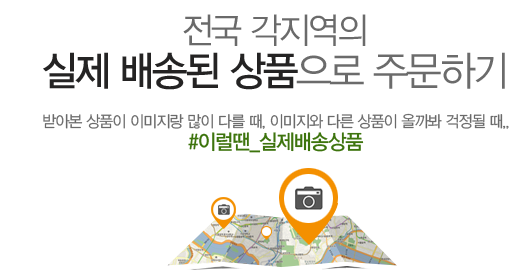 전국 각지역의
실제 배송된 상품으로 주문하기
받아본 상품이 이미지랑 많이 다를 때, 이미지와 다른 상품이 올까봐 걱정될 때,,
#이럴땐_실제배송상품